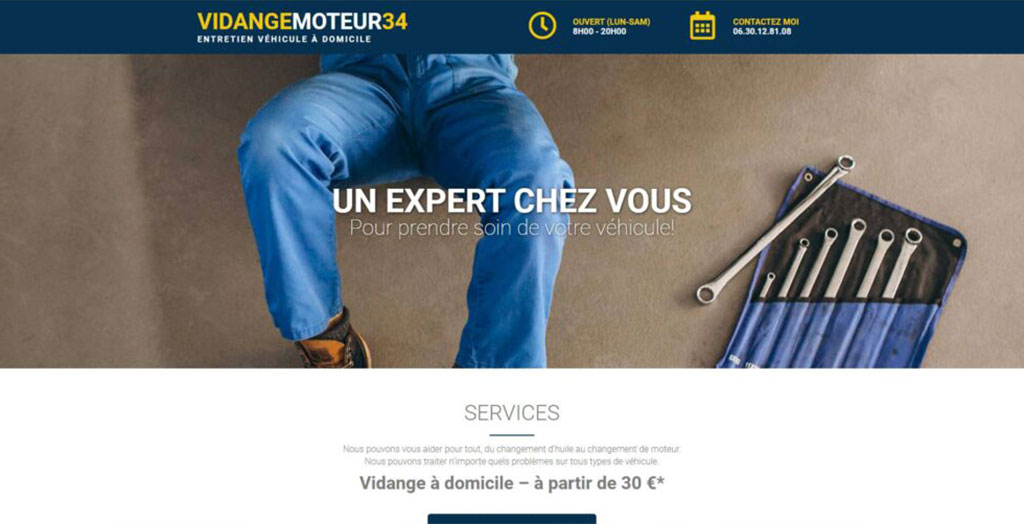 VIDANGEMOTEUR34
ENTRETIEN VÉHICULE À DOMICILE
OUVERT (LUN-SAM)
8H00 - 20H00
CONTACTEZ MOI
06.30.12.81.08
UN EXPERT CHEZ VOUS
Pour prendre soin de votre véhicule!
SERVICES
Nous pouvons vous aider pour tout, du changement d'huile au changement de moteur.
Nous pouvons traiter n'importe quels problèmes sur tous types de véhicule.
Vidange à domicile – à partir de 30 €*